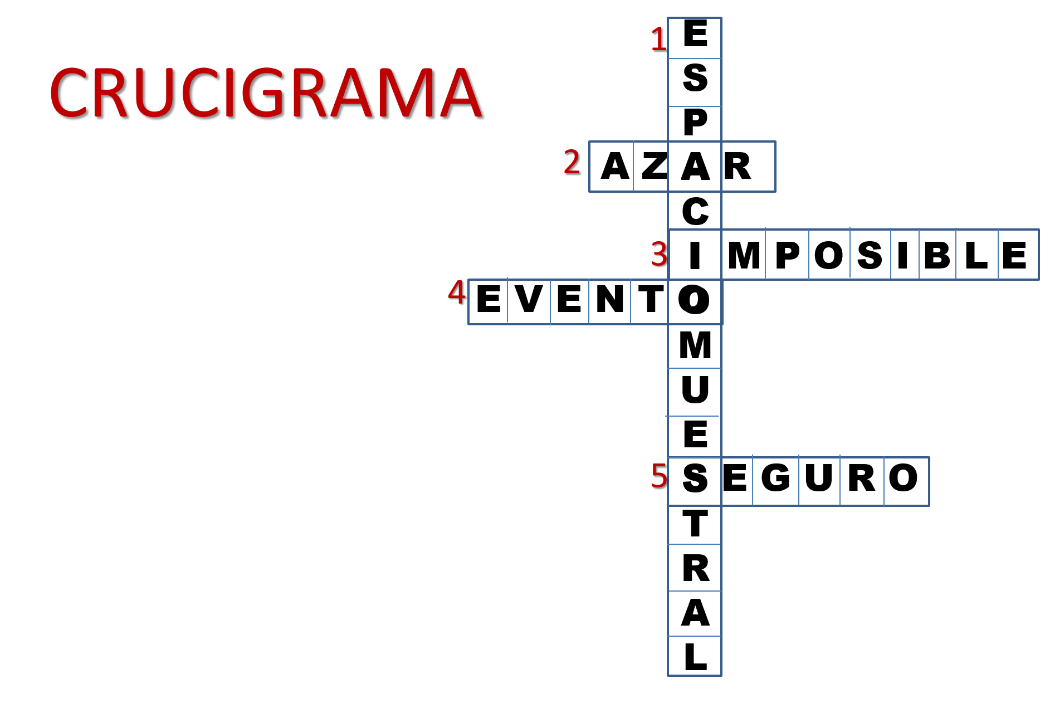 CRUCIGRAMA
1 ESPACIOMUESTRAL
2 AZAR
3 IMPOSIBLE
4 EVENTO
5 SEGURO